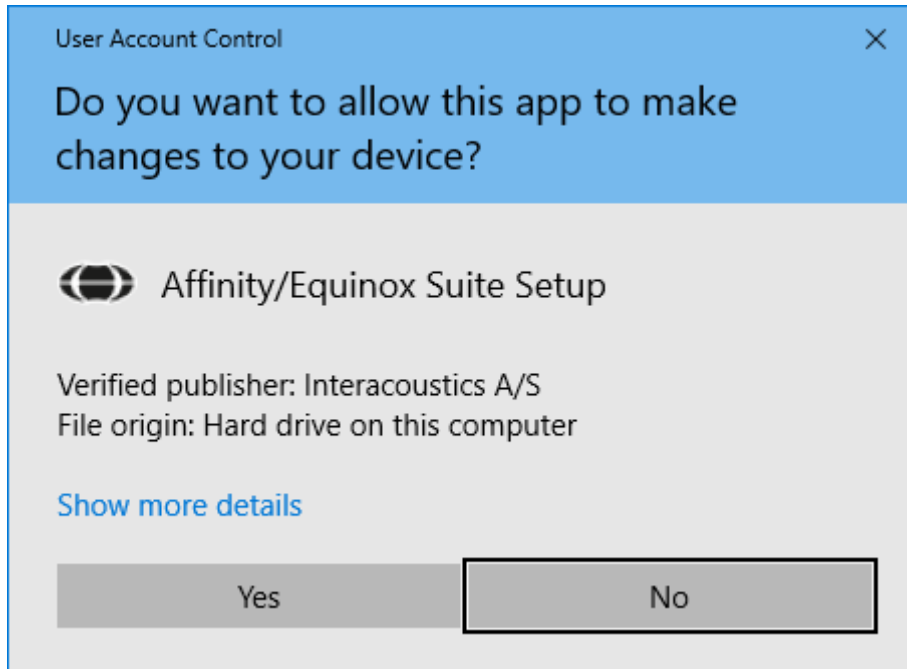 User Account Control
Do you want to allow this app to make
changes to your device?
Affinity/Equinox Suite Setup
Verified publisher: Interacoustics A/S
File origin: Hard drive on this computer
Show more details
Yes
No